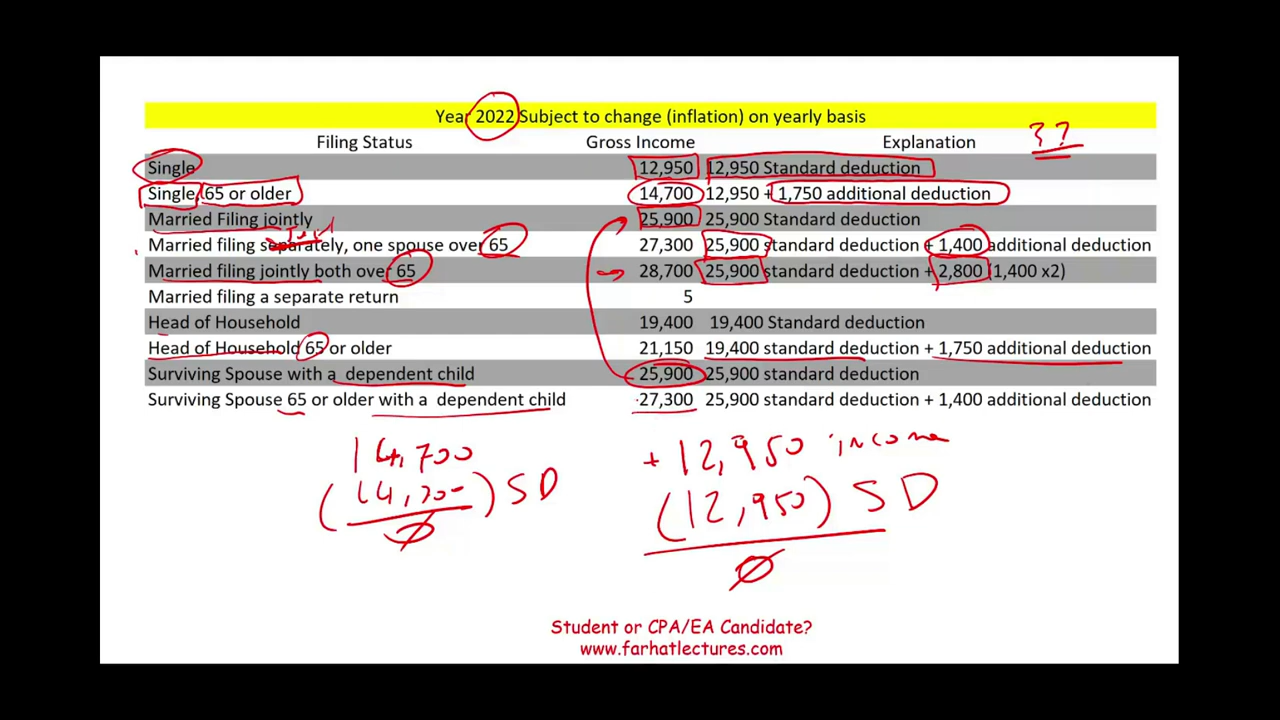 Year 2022 Subject to change (inflation) on yearly basis
Filing Status Gross Income Explanation ??
Single 12,950 12,950 Standard deduction
Single 65 or older 14,700 12,950 + 1,750 additional deduction
Married Filing jointly 25,900 25,900 Standard deduction
Married filing separately, one spouse over 65 27,300 25,900 standard deduction + 1,400 additional deduction
Married filing jointly both over 65 28,700 25,900 standard deduction + 2,800 (1,400 x2)
Married filing a separate return 5
Head of Household 19,400 19,400 Standard deduction
Head of Household 65 or older 21,150 19,400 standard deduction + 1,750 additional deduction
Surviving Spouse with a dependent child 25,900 25,900 standard deduction
Surviving Spouse 65 or older with a dependent child 27,300 25,900 standard deduction + 1,400 additional deduction
14,700 + 12,950 income
(14,700) SD (12,950) SD
0 0
Student or CPA/EA Candidate?
www.farhatlectures.com